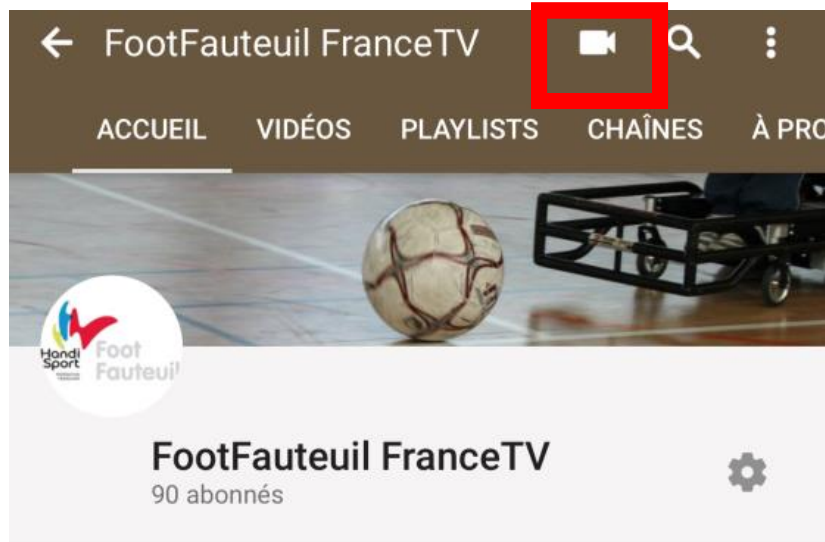 FootFauteuil FranceTV
ACCUEIL VIDÉOS PLAYLISTS CHAÎNES À PRO
Handi
Sport
Foot
Fauteuil
FootFauteuil FranceTV
90 abonnés